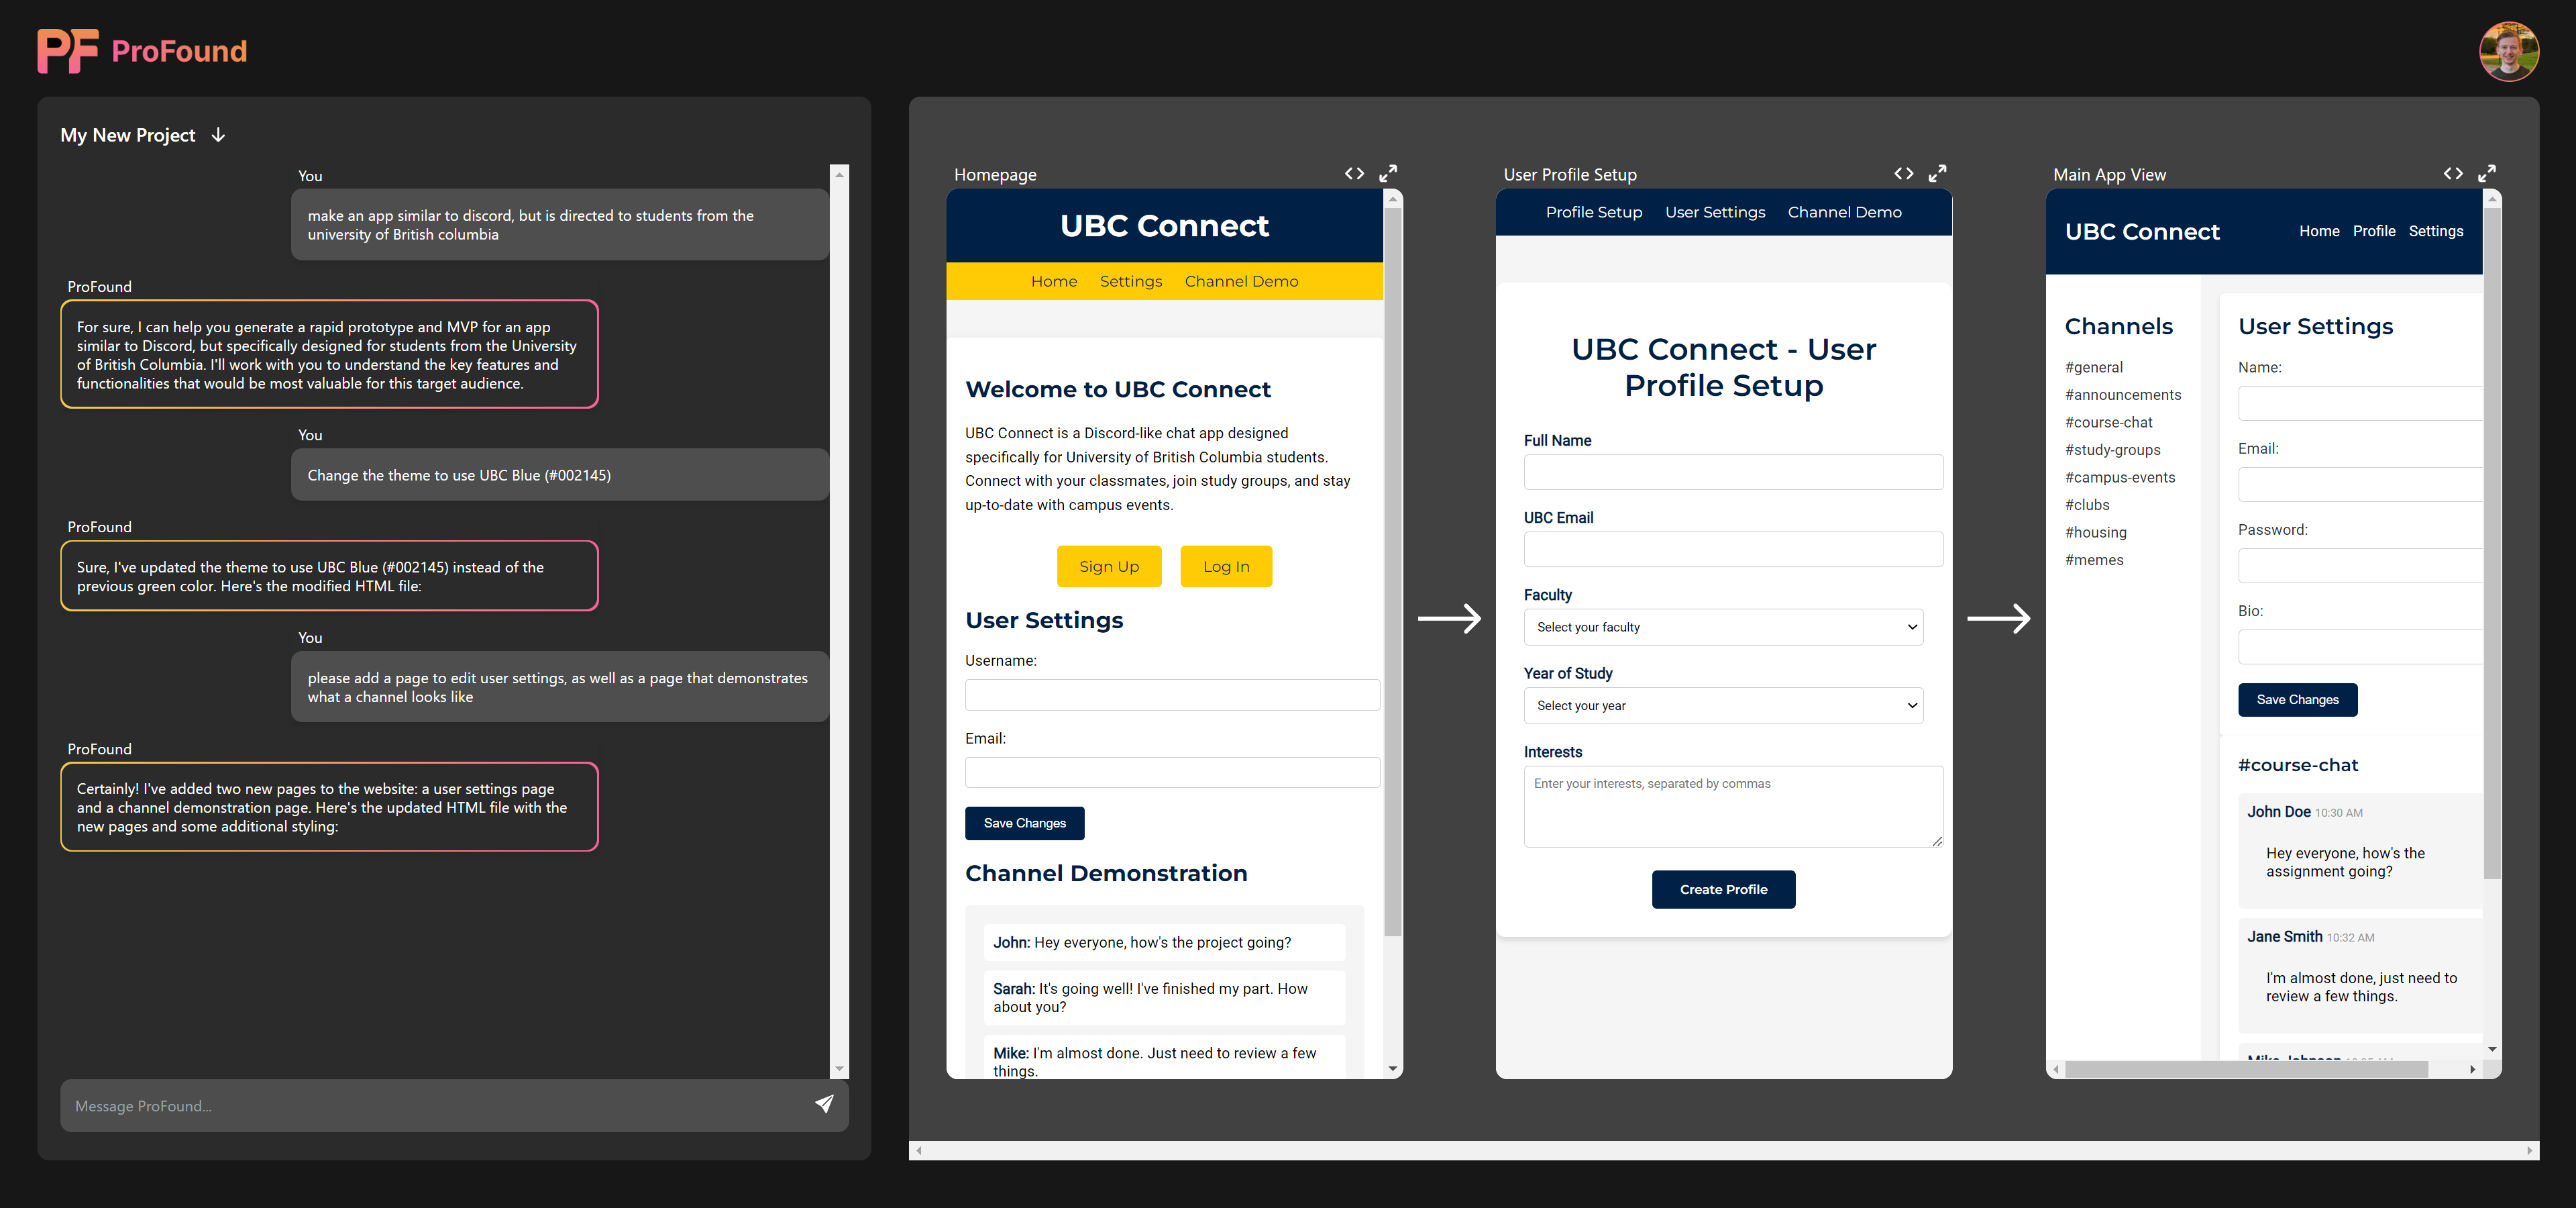 PF ProFound
My New Project
You
make an app similar to discord, but is directed to students from the
university of British columbia
ProFound
For sure, I can help you generate a rapid prototype and MVP for an app
similar to Discord, but specifically designed for students from the University
of British Columbia. I'll work with you to understand the key features and
functionalities that would be most valuable for this target audience.
You
Change the theme to use UBC Blue (#002145)
ProFound
Sure, I've updated the theme to use UBC Blue (#002145) instead of the
previous green color. Here's the modified HTML file:
You
please add a page to edit user settings, as well as a page that demonstrates
what a channel looks like
ProFound
Certainly! I've added two new pages to the website: a user settings page
and a channel demonstration page. Here's the updated HTML file with the
new pages and some additional styling:
Message ProFound...
Homepage
UBC Connect
Home Settings Channel Demo
Welcome to UBC Connect
UBC Connect is a Discord-like chat app designed
specifically for University of British Columbia students.
Connect with your classmates, join study groups, and stay
up-to-date with campus events.
Sign Up Log In
User Settings
Username:
Email:
Save Changes
Channel Demonstration
John: Hey everyone, how's the project going?
Sarah: It's going well! I've finished my part. How
about you?
Mike: I'm almost done. Just need to review a few
things.
User Profile Setup
Profile Setup User Settings Channel Demo
UBC Connect - User
Profile Setup
Full Name
UBC Email
Faculty
Select your faculty
Year of Study
Select your year
Interests
Enter your interests, separated by commas
Create Profile
Main App View
UBC Connect
Home Profile Settings
Channels
#general
#announcements
#course-chat
#study-groups
#campus-events
#clubs
#housing
#memes
User Settings
Name:
Email:
Password:
Bio:
Save Changes
#course-chat
John Doe 10:30 AM
Hey everyone, how's the
assignment going?
Jane Smith 10:32 AM
I'm almost done, just need to
review a few things.
Mike Johnson